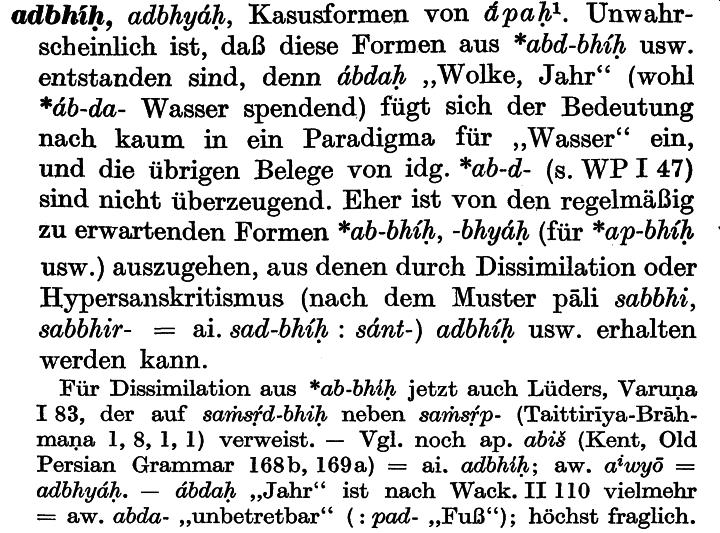 adbhíḥ, adbhyáḥ, Kasusformen von ā́paḥ¹. Unwahr-
scheinlich ist, daß diese Formen aus *abd-bhíḥ usw.
entstanden sind, denn ábdaḥ „Wolke, Jahr“ (wohl
*áb-da- Wasser spendend) fügt sich der Bedeutung
nach kaum in ein Paradigma für „Wasser“ ein,
und die übrigen Belege von idg. *ab-d- (s. WP I 47)
sind nicht überzeugend. Eher ist von den regelmäßig
zu erwartenden Formen *ab-bhíḥ, -bhyáḥ (für *ap-bhíḥ
usw.) auszugehen, aus denen durch Dissimilation oder
Hypersanskritismus (nach dem Muster pāli sabbhi,
sabbhir- = ai. sad-bhíḥ : sánt-) adbhíḥ usw. erhalten
werden kann.
Für Dissimilation aus *ab-bhíḥ jetzt auch Lüders, Varuṇa
I 83, der auf saṁsṛ́d-bhiḥ neben saṁsṛ́p- (Taittirīya-Brāh-
maṇa 1, 8, 1, 1) verweist. — Vgl. noch ap. abiš (Kent, Old
Persian Grammar 168b, 169a) = ai. adbhíḥ; aw. aⁱwyō =
adbhyáḥ. — ábdaḥ „Jahr“ ist nach Wack. II 110 vielmehr
= aw. abda- „unbetretbar“ (: pad- „Fuß“); höchst fraglich.